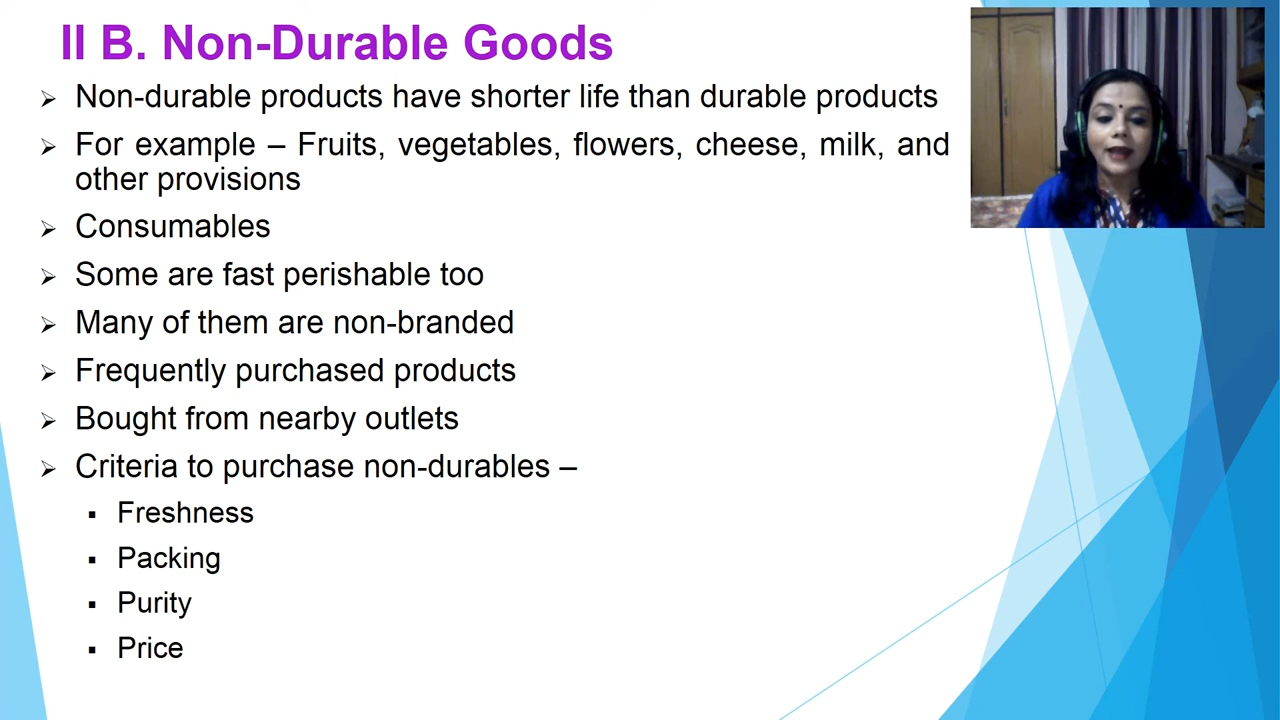 II B. Non-Durable Goods
Non-durable products have shorter life than durable products
For example – Fruits, vegetables, flowers, cheese, milk, and
other provisions
Consumables
Some are fast perishable too
Many of them are non-branded
Frequently purchased products
Bought from nearby outlets
Criteria to purchase non-durables –
Freshness
Packing
Purity
Price